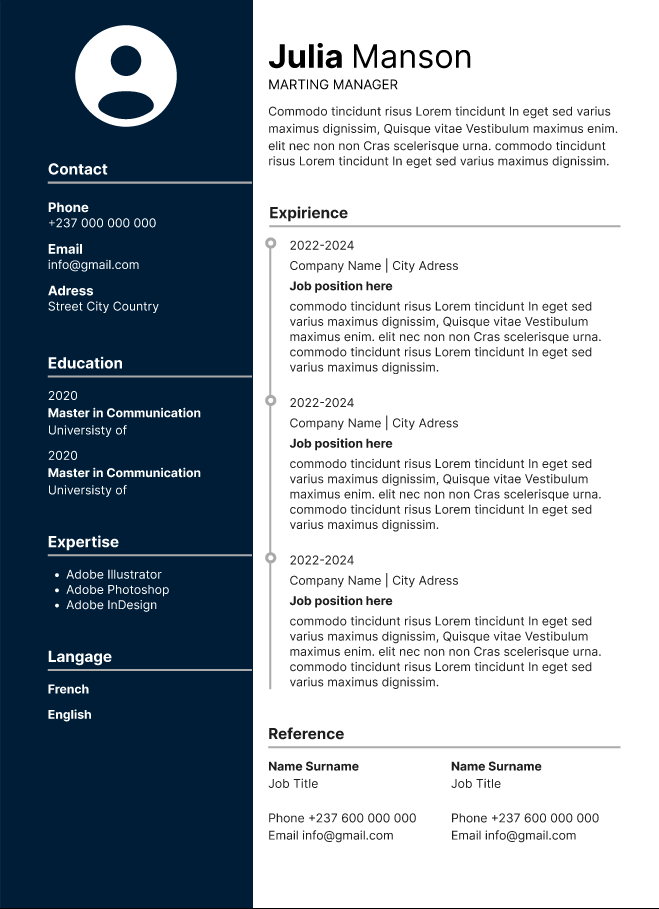 Julia Manson
MARTING MANAGER
Commodo tincidunt risus Lorem tincidunt In eget sed varius
maximus dignissim, Quisque vitae Vestibulum maximus enim.
elit nec non non Cras scelerisque urna. commodo tincidunt
risus Lorem tincidunt In eget sed varius maximus dignissim.
Contact
Phone
+237 000 000 000
Email
info@gmail.com
Adress
Street City Country
Education
2020
Master in Communication
Universisty of
2020
Master in Communication
Universisty of
Expertise
• Adobe Illustrator
• Adobe Photoshop
• Adobe InDesign
Langage
French
English
Expirience
2022-2024
Company Name | City Adress
Job position here
commodo tincidunt risus Lorem tincidunt In eget sed
varius maximus dignissim, Quisque vitae Vestibulum
maximus enim. elit nec non non Cras scelerisque urna.
commodo tincidunt risus Lorem tincidunt In eget sed
varius maximus dignissim.
2022-2024
Company Name | City Adress
Job position here
commodo tincidunt risus Lorem tincidunt In eget sed
varius maximus dignissim, Quisque vitae Vestibulum
maximus enim. elit nec non non Cras scelerisque urna.
commodo tincidunt risus Lorem tincidunt In eget sed
varius maximus dignissim.
2022-2024
Company Name | City Adress
Job position here
commodo tincidunt risus Lorem tincidunt In eget sed
varius maximus dignissim, Quisque vitae Vestibulum
maximus enim. elit nec non non Cras scelerisque urna.
commodo tincidunt risus Lorem tincidunt In eget sed
varius maximus dignissim.
Reference
Name Surname
Job Title
Phone +237 600 000 000
Email info@gmail.com
Name Surname
Job Title
Phone +237 600 000 000
Email info@gmail.com